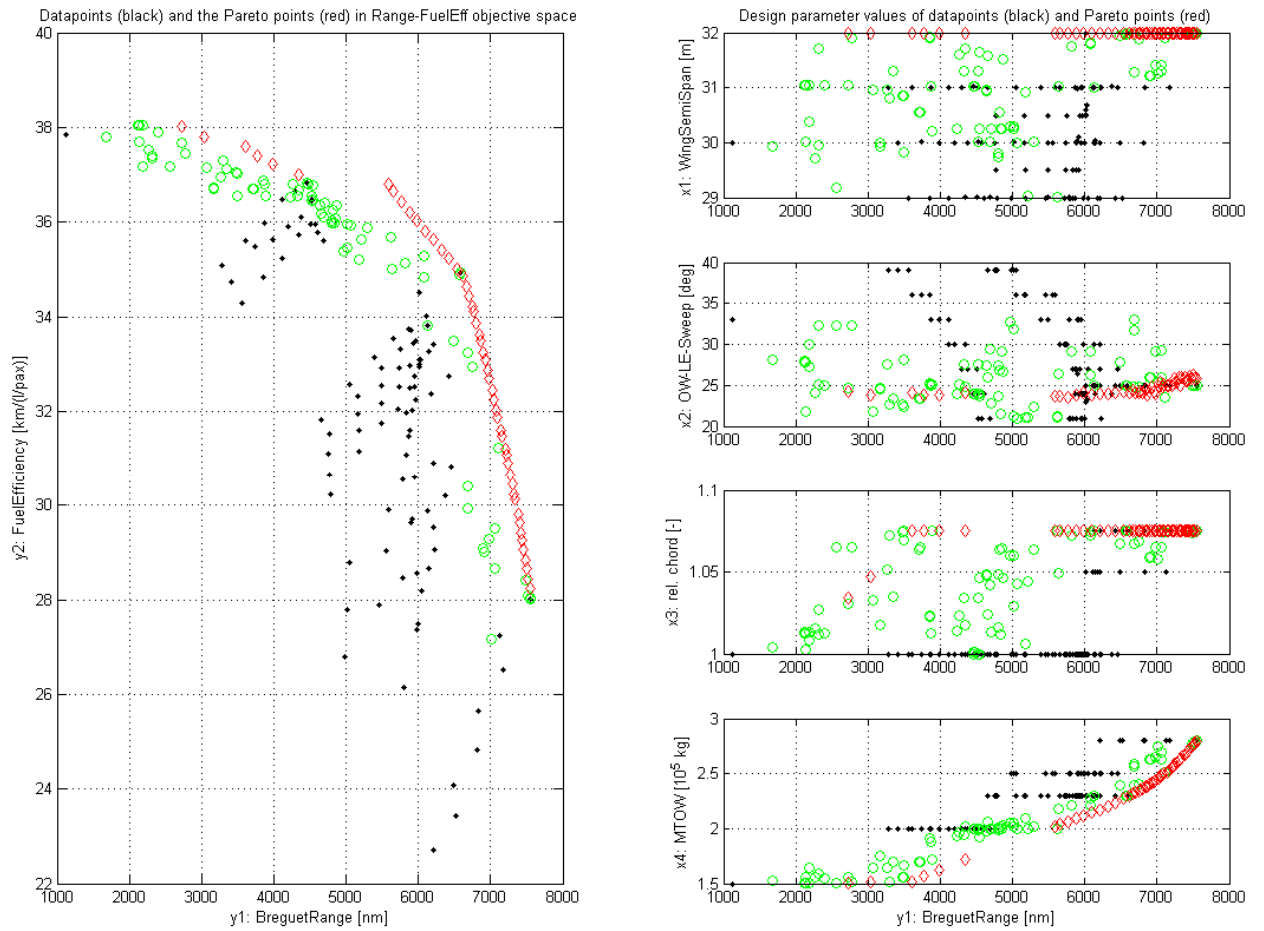 Datapoints (black) and the Pareto points (red) in Range-FuelEff objective space
40
38
36
34
32
30
28
26
24
22
y2: FuelEfficiency [km/(l/pax)]
1000 2000 3000 4000 5000 6000 7000 8000
y1: BreguetRange [nm]
Design parameter values of datapoints (black) and Pareto points (red)
32
31
30
29
x1: WingSemiSpan [m]
1000 2000 3000 4000 5000 6000 7000 8000
40
35
30
25
20
x2: OW-LE-Sweep [deg]
1000 2000 3000 4000 5000 6000 7000 8000
1.1
1.05
1
x3: rel. chord [-]
1000 2000 3000 4000 5000 6000 7000 8000
3
2.5
2
1.5
x4: MTOW [10^5 kg]
1000 2000 3000 4000 5000 6000 7000 8000
y1: BreguetRange [nm]